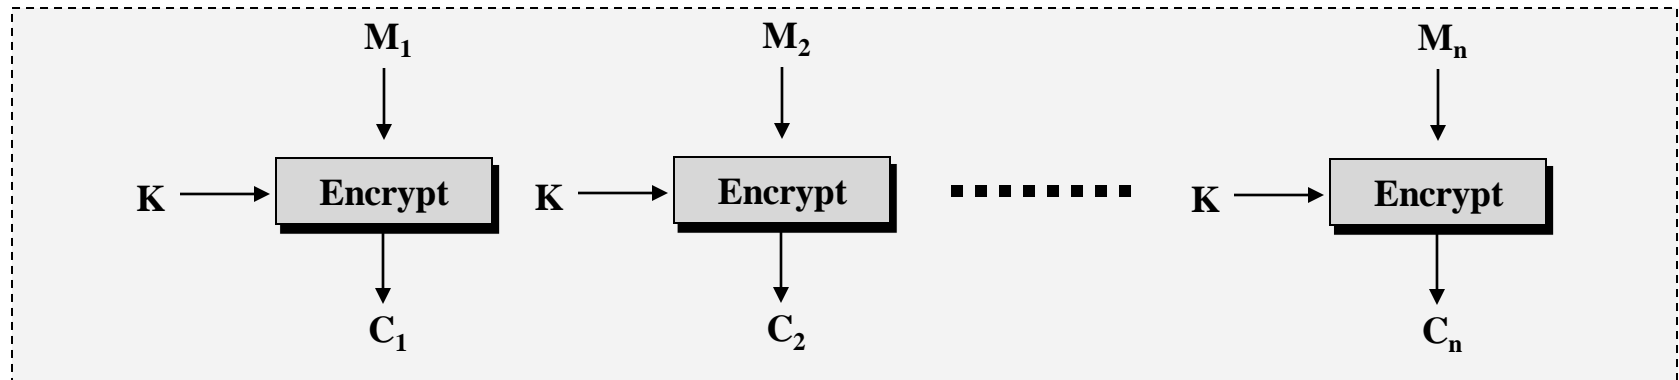 M₁ M₂ Mₙ
K Encrypt K Encrypt K Encrypt
C₁ C₂ Cₙ